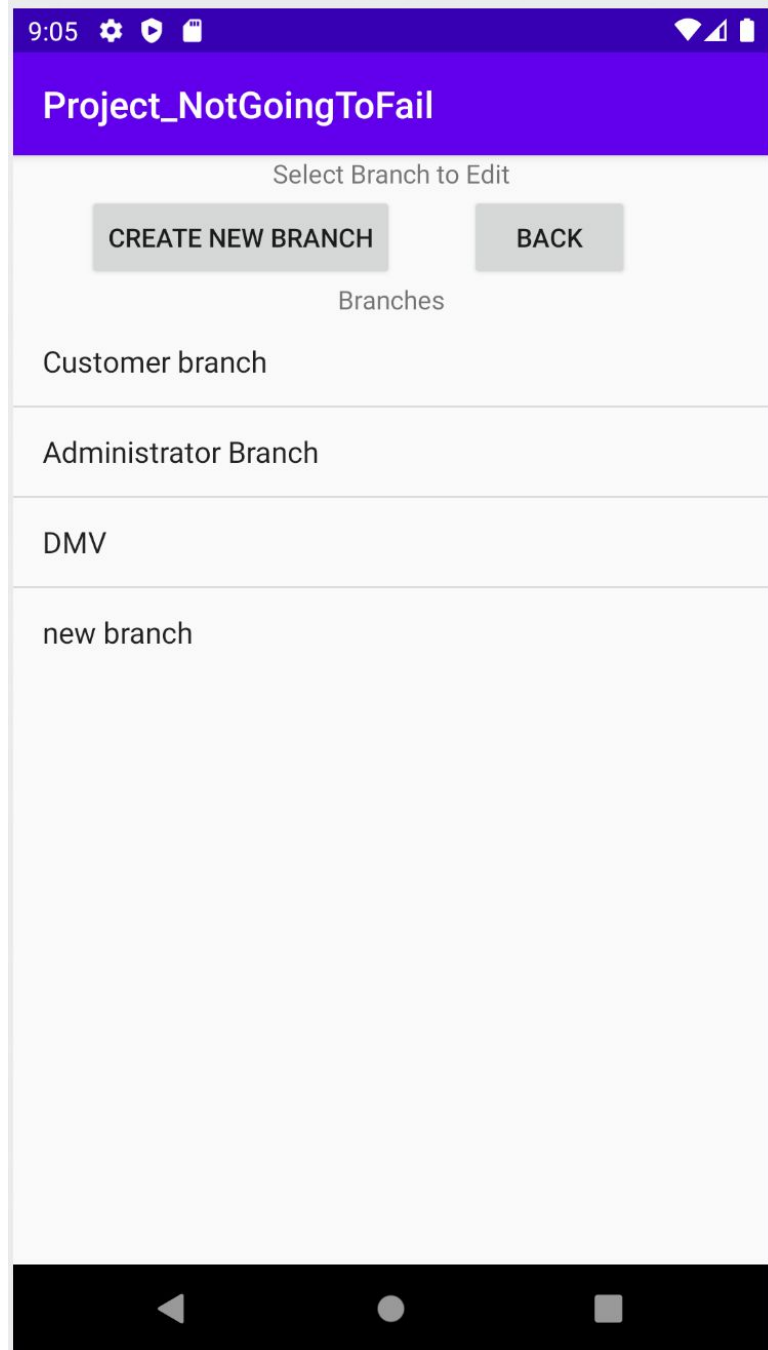 9:05
Project_NotGoingToFail
Select Branch to Edit
CREATE NEW BRANCH BACK
Branches
Customer branch
Administrator Branch
DMV
new branch